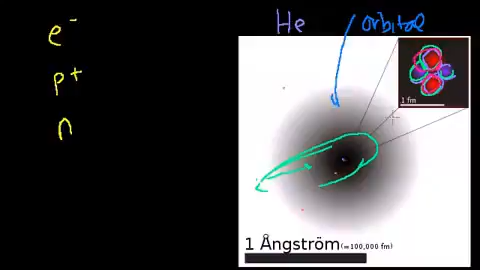 e⁻
p⁺
n
He
orbital
1 fm
1 Ångström (=100,000 fm)